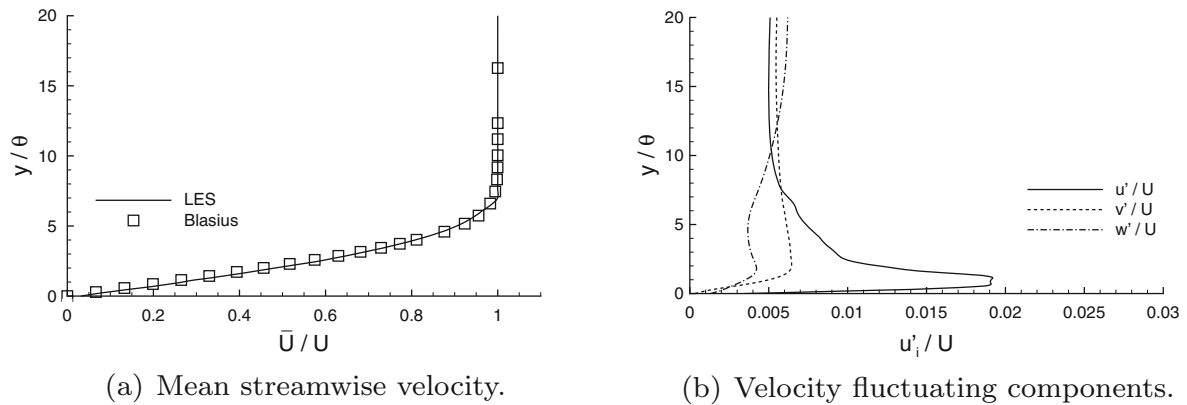 20
15
10
5
0
y / θ
LES
Blasius
0 0.2 0.4 0.6 0.8 1
Ū / U
(a) Mean streamwise velocity.
20
15
10
5
0
y / θ
u' / U
v' / U
w' / U
0 0.005 0.01 0.015 0.02 0.025 0.03
u'ᵢ / U
(b) Velocity fluctuating components.